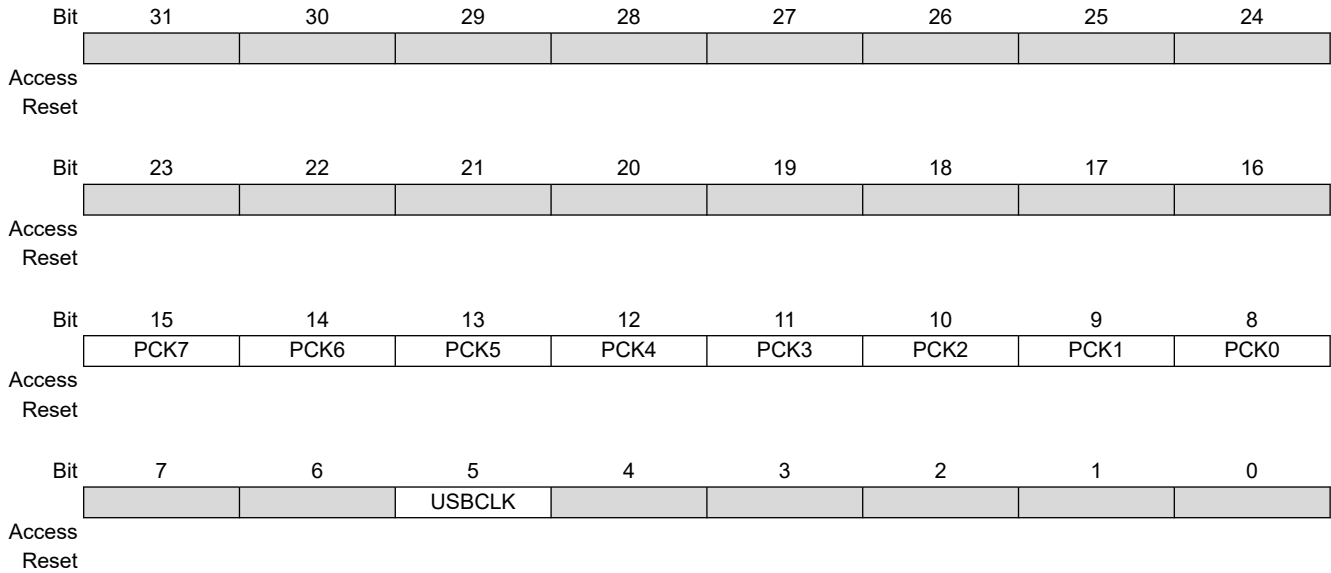 Bit 31 30 29 28 27 26 25 24
Access
Reset
Bit 23 22 21 20 19 18 17 16
Access
Reset
Bit 15 14 13 12 11 10 9 8
PCK7 PCK6 PCK5 PCK4 PCK3 PCK2 PCK1 PCK0
Access
Reset
Bit 7 6 5 4 3 2 1 0
USBCLK
Access
Reset